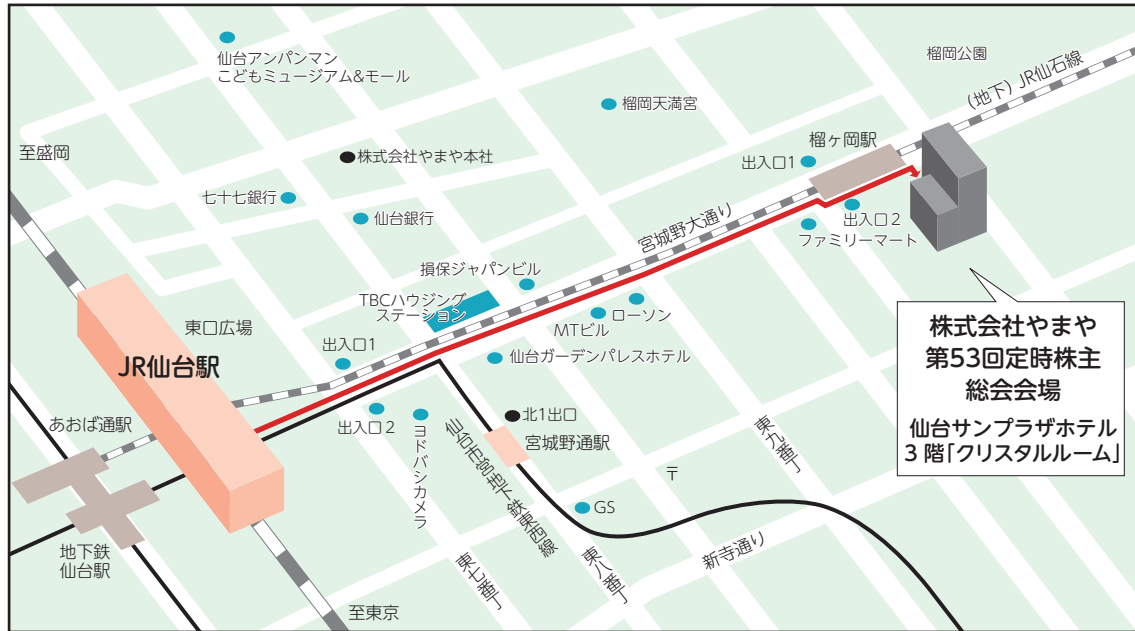 仙台アンパンマン
こどもミュージアム&モール
榴岡公園
(地下)JR仙石線
榴岡天満宮
榴ヶ岡駅
至盛岡
株式会社やまや本社
出入口1
七十七銀行
仙台銀行
出入口2
ファミリーマート
宮城野大通り
損保ジャパンビル
TBCハウジング
ステーション
東口広場
ローソン
MTビル
出入口1
仙台ガーデンパレスホテル
JR仙台駅
株式会社やまや
第53回定時株主
総会会場
仙台サンプラザホテル
3階「クリスタルルーム」
あおば通駅
出入口2
ヨドバシカメラ
仙台市営地下鉄東西線
北1出口
宮城野通駅
東九番丁
〒
GS
地下鉄
仙台駅
東七番丁
東八番丁
新寺通り
至東京